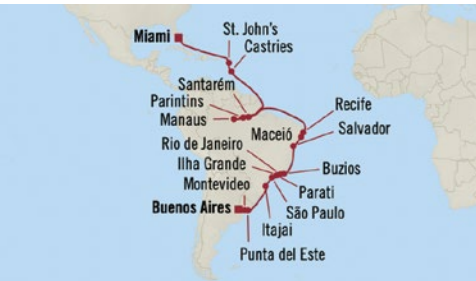 Miami
St. John's
Castries
Santarém
Parintins
Manaus
Recife
Maceió
Salvador
Rio de Janeiro
Ilha Grande
Buzios
Montevideo
Parati
São Paulo
Buenos Aires
Itajai
Punta del Este